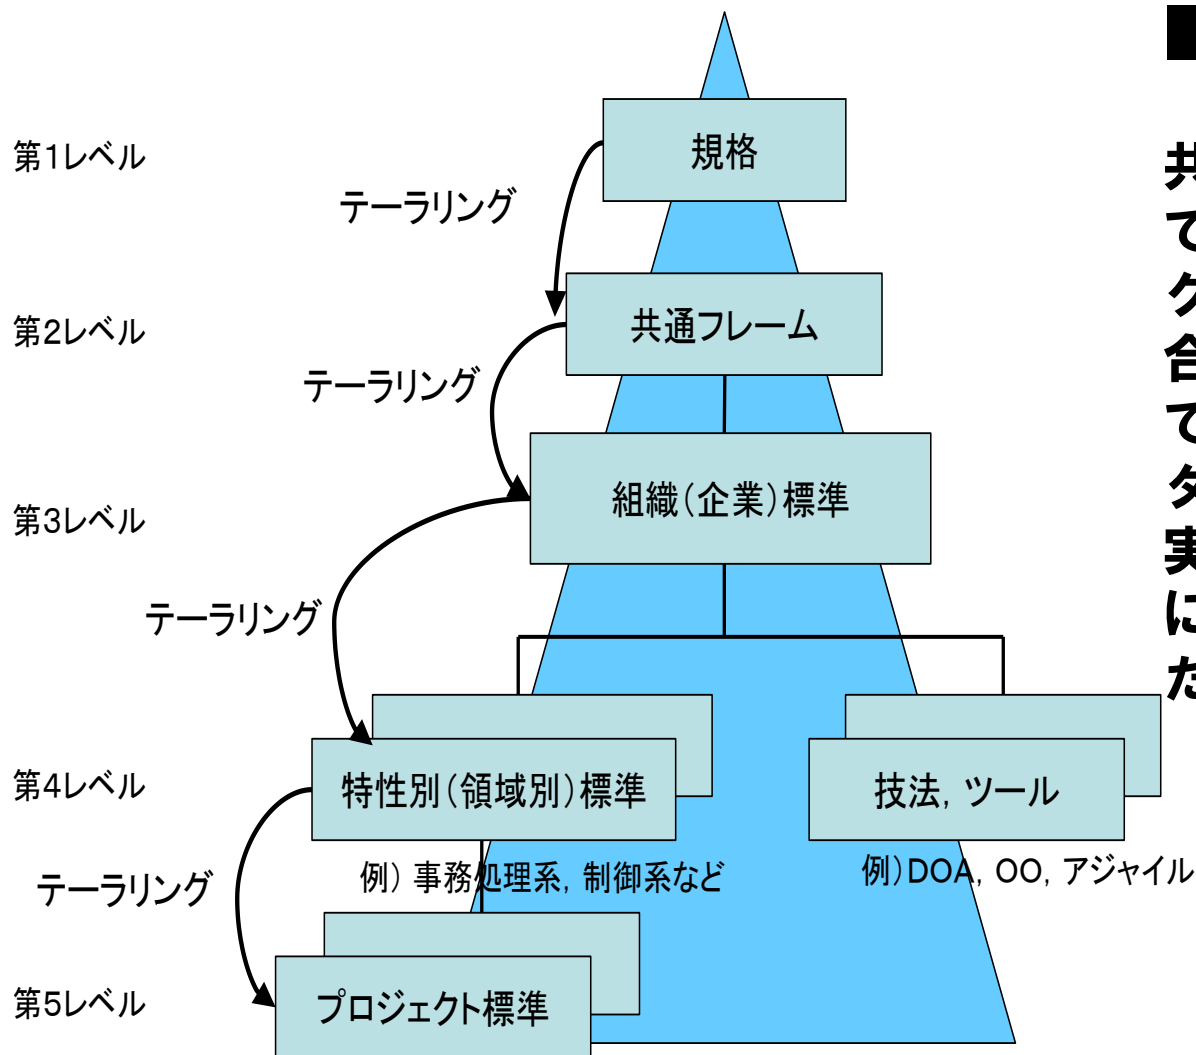 第1レベル
規格
テーラリング
第2レベル
共通フレーム
テーラリング
第3レベル
組織(企業)標準
テーラリング
第4レベル
特性別(領域別)標準
技法, ツール
例) 事務処理系, 制御系など
例)DOA, OO, アジャイル
テーラリング
第5レベル
プロジェクト標準
て
ク
合
て
タ
実
に
た